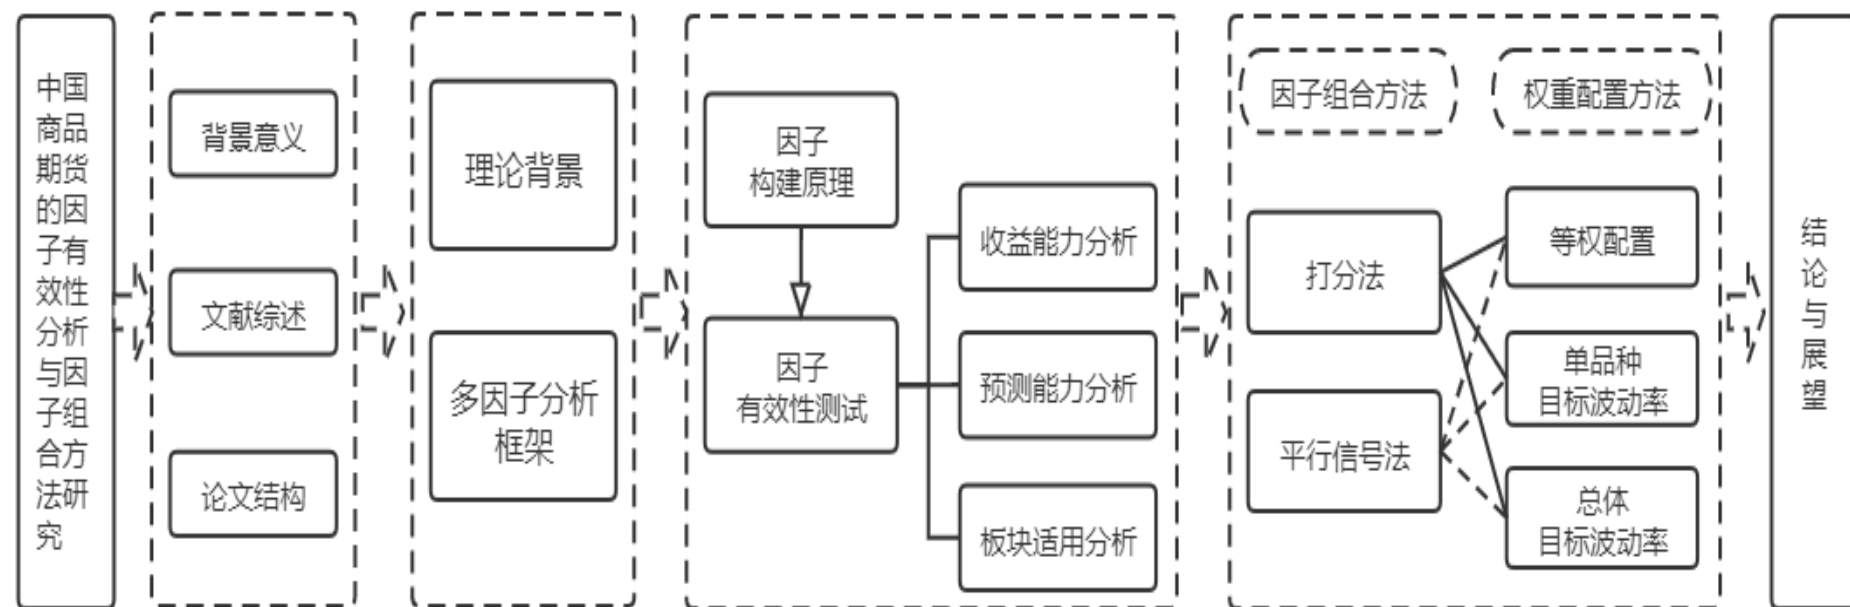 中国
商品
期货
的因
子有
效性
分析
与因
子组
合方
法研
究
背景意义
文献综述
论文结构
理论背景
多因子分析
框架
因子
构建原理
因子
有效性测试
收益能力分析
预测能力分析
板块适用分析
因子组合方法
权重配置方法
打分法
平行信号法
等权配置
单品种
目标波动率
总体
目标波动率
结
论
与
展
望